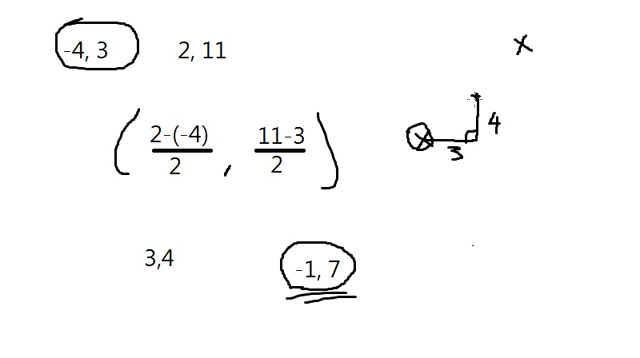 -4, 3    2, 11    x
( 2-(-4)/2 , 11-3/2 )    x    4
3
3,4    -1, 7